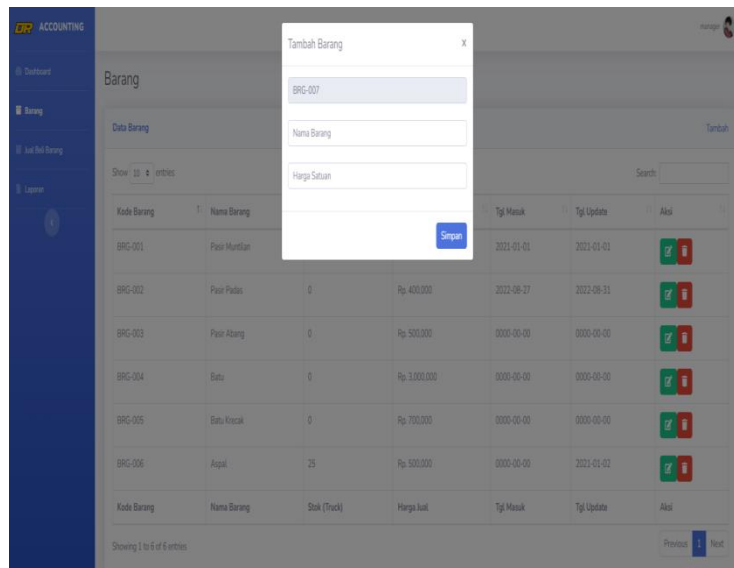 DR ACCOUNTING
manager
Tambah Barang X
BRG-007
Nama Barang
Harga Satuan
Simpan
Dashboard
Barang
Jual Beli Barang
Laporan
Barang
Data Barang Tambah
Show 10 entries Search:
Kode Barang Nama Barang Tgl Masuk Tgl Update Aksi
BRG-001 Pasir Muntlian 2021-01-01 2021-01-01
BRG-002 Pasir Padas 0 Rp. 400,000 2022-08-27 2022-08-31
BRG-003 Pasir Abang 0 Rp. 500,000 0000-00-00 0000-00-00
BRG-004 Batu 0 Rp. 3,000,000 0000-00-00 0000-00-00
BRG-005 Batu Krecak 0 Rp. 700,000 0000-00-00 0000-00-00
BRG-006 Aspal 25 Rp. 500,000 0000-00-00 2021-01-02
Kode Barang Nama Barang Stok (Truck) Harga Jual Tgl Masuk Tgl Update Aksi
Showing 1 to 6 of 6 entries Previous 1 Next